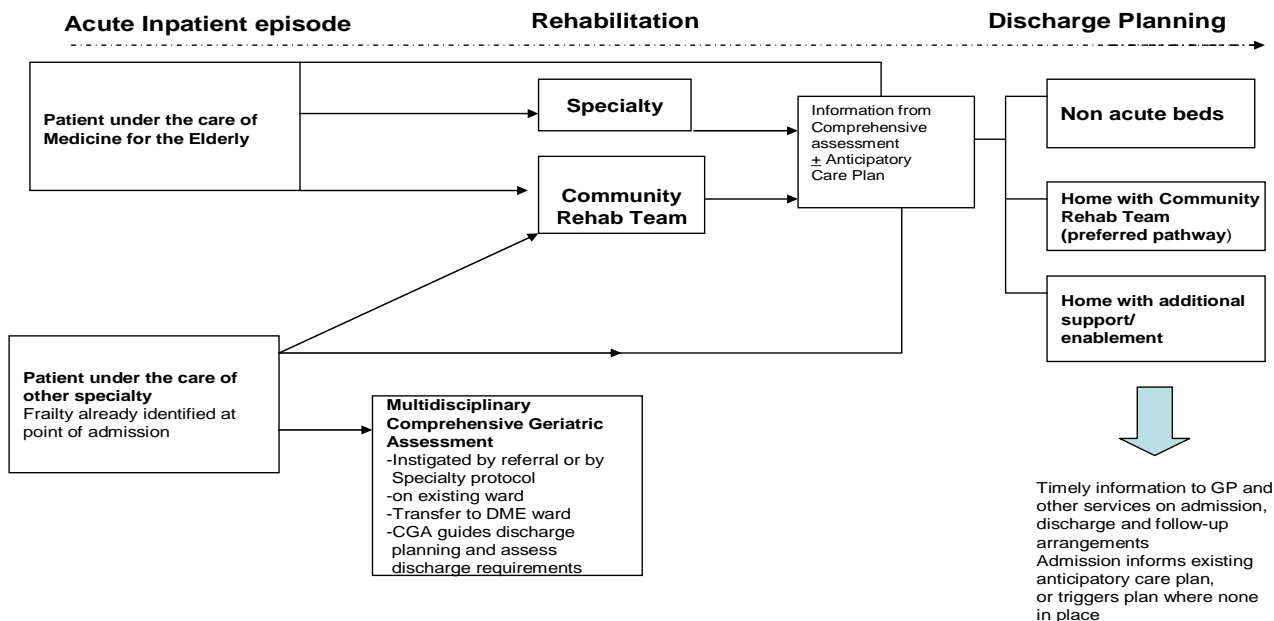 Acute Inpatient episode
Rehabilitation
Discharge Planning
Patient under the care of
Medicine for the Elderly
Specialty
Community
Rehab Team
Information from
Comprehensive
assessment
+ Anticipatory
Care Plan
Non acute beds
Home with Community
Rehab Team
(preferred pathway)
Home with additional
support/
enablement
Patient under the care of
other specialty
Frailty already identified at
point of admission
Multidisciplinary
Comprehensive Geriatric
Assessment
-Instigated by referral or by
Specialty protocol
-on existing ward
-Transfer to DME ward
-CGA guides discharge
planning and assess
discharge requirements
Timely information to GP and
other services on admission,
discharge and follow-up
arrangements
Admission informs existing
anticipatory care plan,
or triggers plan where none
in place